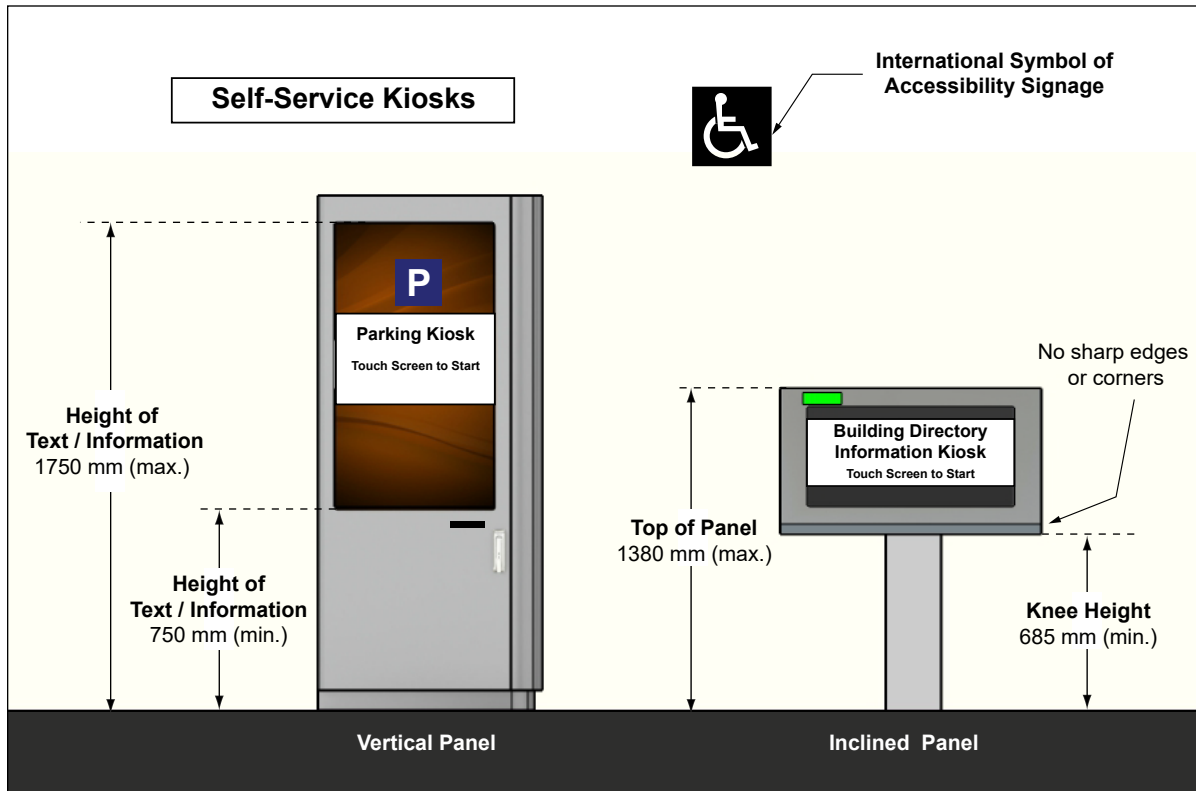 Self-Service Kiosks
International Symbol of
Accessibility Signage
P
Parking Kiosk
Touch Screen to Start
Height of
Text / Information
1750 mm (max.)
Height of
Text / Information
750 mm (min.)
No sharp edges
or corners
Building Directory
Information Kiosk
Touch Screen to Start
Top of Panel
1380 mm (max.)
Knee Height
685 mm (min.)
Vertical Panel
Inclined Panel